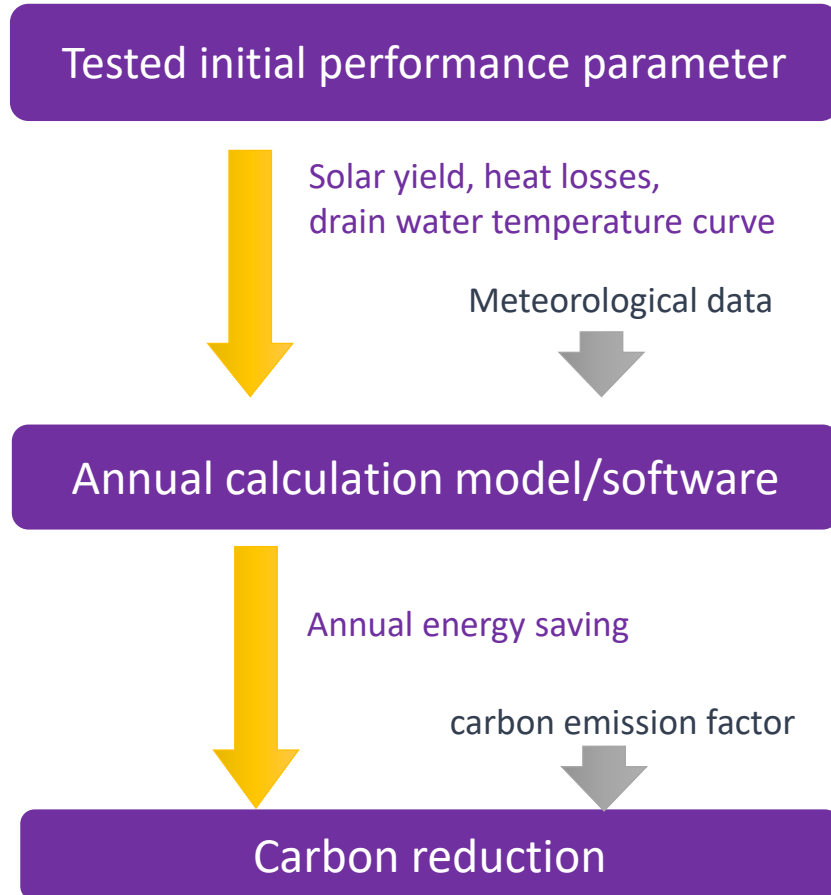 Tested initial performance parameter
Solar yield, heat losses,
drain water temperature curve
Meteorological data
Annual calculation model/software
Annual energy saving
carbon emission factor
Carbon reduction